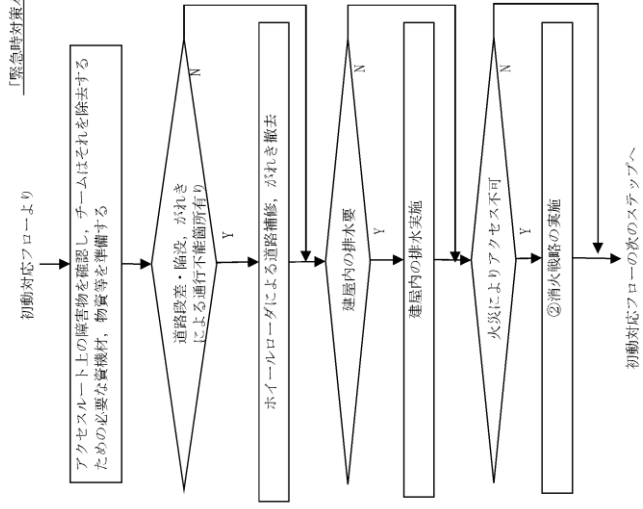 「緊急時対策
初動対応フローより
アクセスルート上の障害物を確認し，チームはそれを除去する
ための必要な資機材，物資等を準備する
道路段差・陥没，がれき
による通行不能箇所有り
N
Y
ホイールローダによる道路補修，がれき撤去
建屋内の排水要
N
Y
建屋内の排水実施
火災によりアクセス不可
N
Y
②消火戦略の実施
初動対応フローの次のステップへ